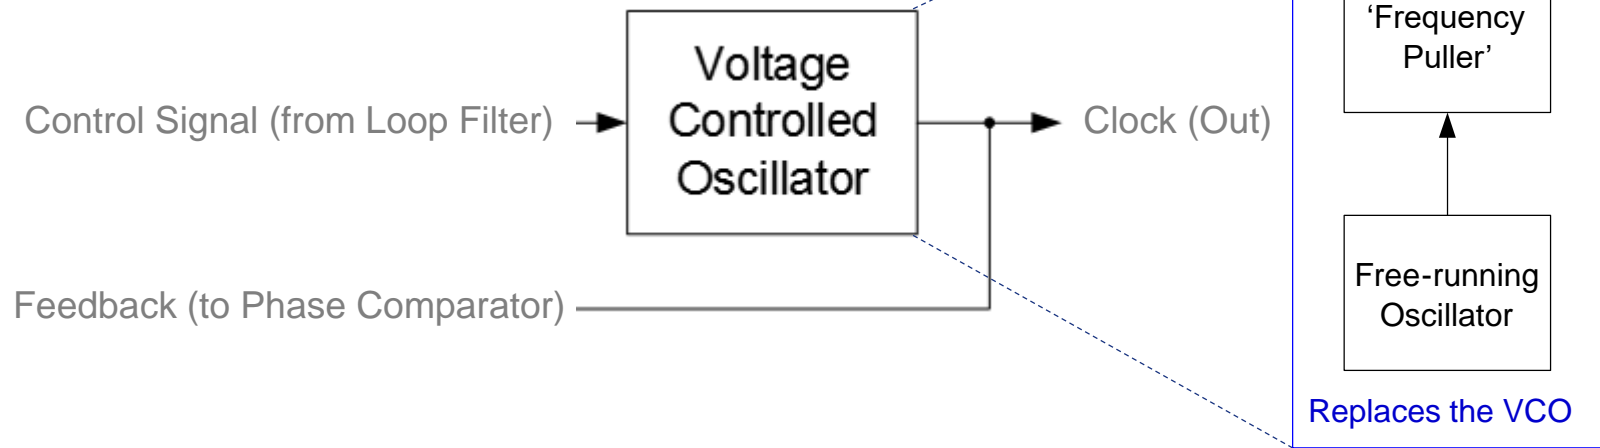 ‘Frequency
Puller’
Voltage
Controlled
Oscillator
Control Signal (from Loop Filter)
Clock (Out)
Free-running
Oscillator
Feedback (to Phase Comparator)
Replaces the VCO